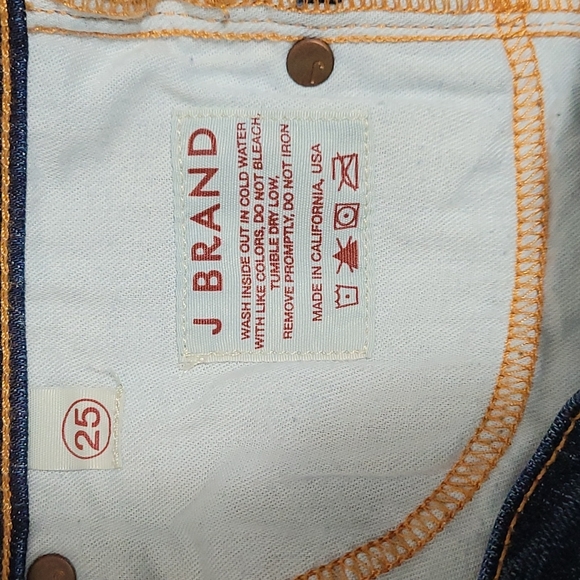 J BRAND
WASH INSIDE OUT IN COLD WATER
WITH LIKE COLORS, DO NOT BLEACH,
TUMBLE DRY LOW,
REMOVE PROMPTLY, DO NOT IRON
MADE IN CALIFORNIA, USA
25